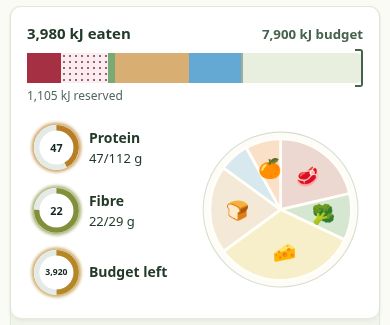 3,980 kJ eaten
7,900 kJ budget
1,105 kJ reserved
47
Protein
47/112 g
22
Fibre
22/29 g
3,920
Budget left